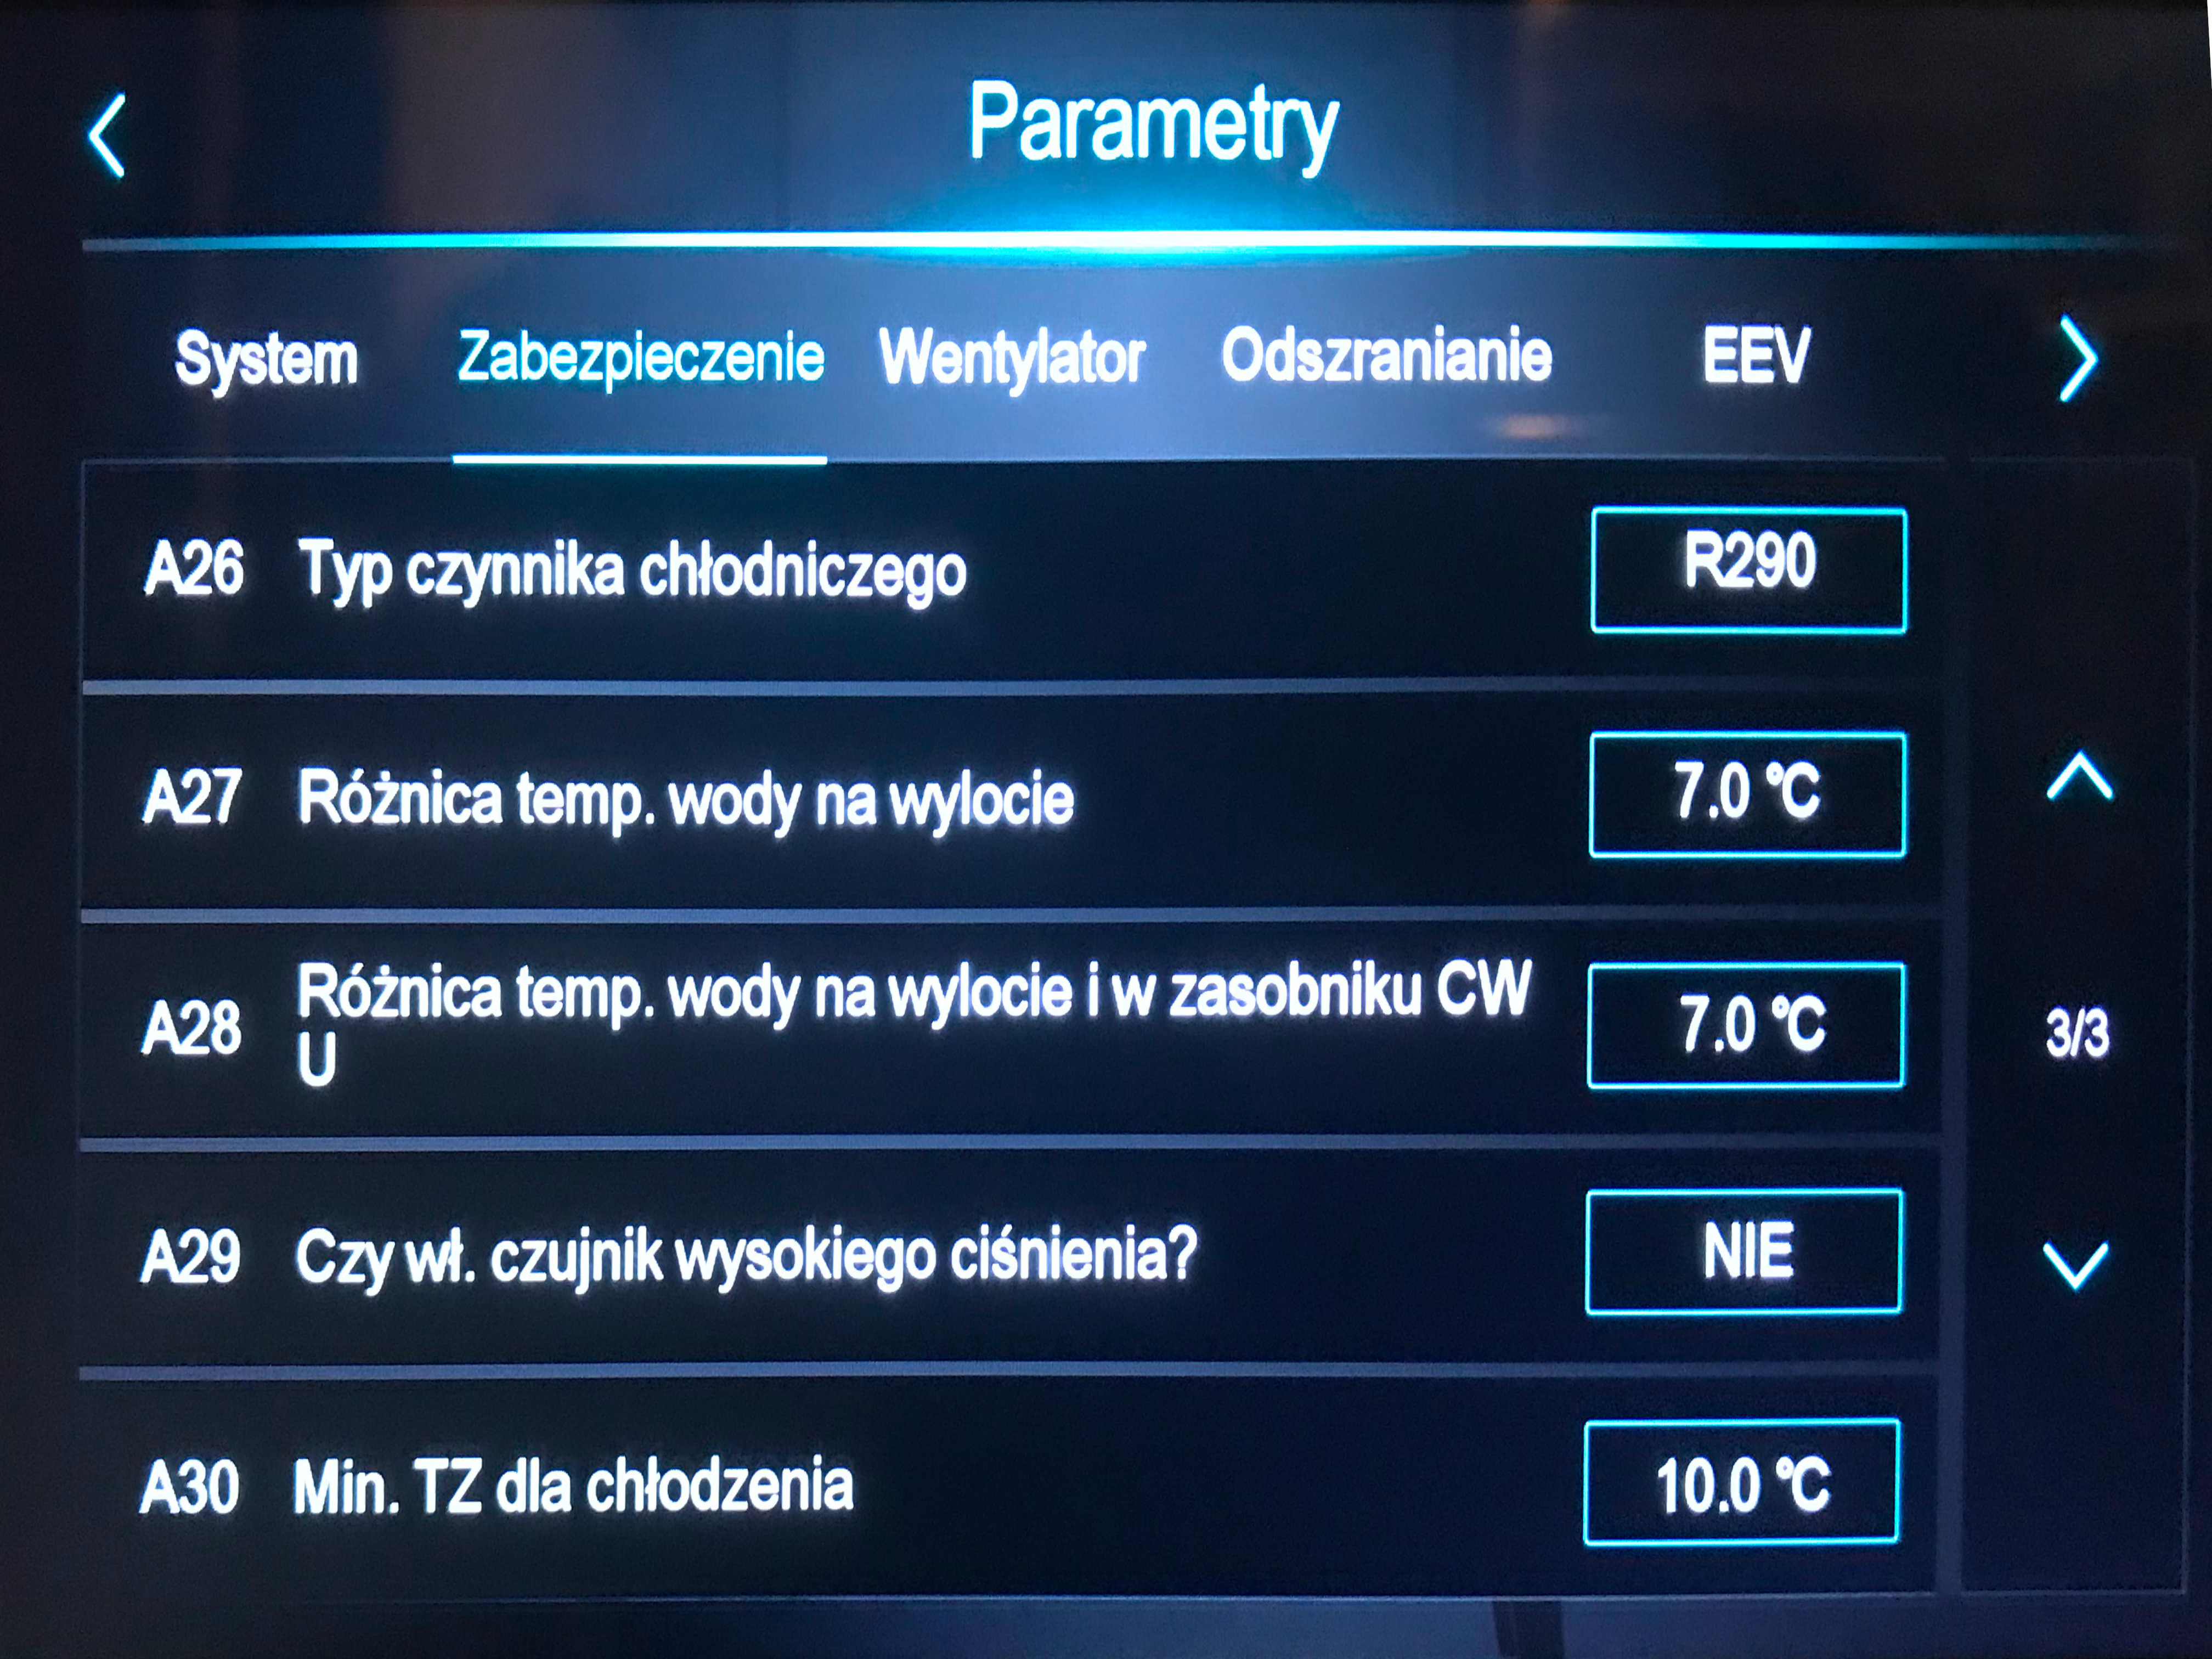 Parametry
System Zabezpieczenie Wentylator Odszranianie EEV
A26 Typ czynnika chłodniczego R290
A27 Różnica temp. wody na wylocie 7.0 °C
A28 Różnica temp. wody na wylocie i w zasobniku CW
U 7.0 °C
3/3
A29 Czy wł. czujnik wysokiego ciśnienia? NIE
A30 Min. TZ dla chłodzenia 10.0 °C